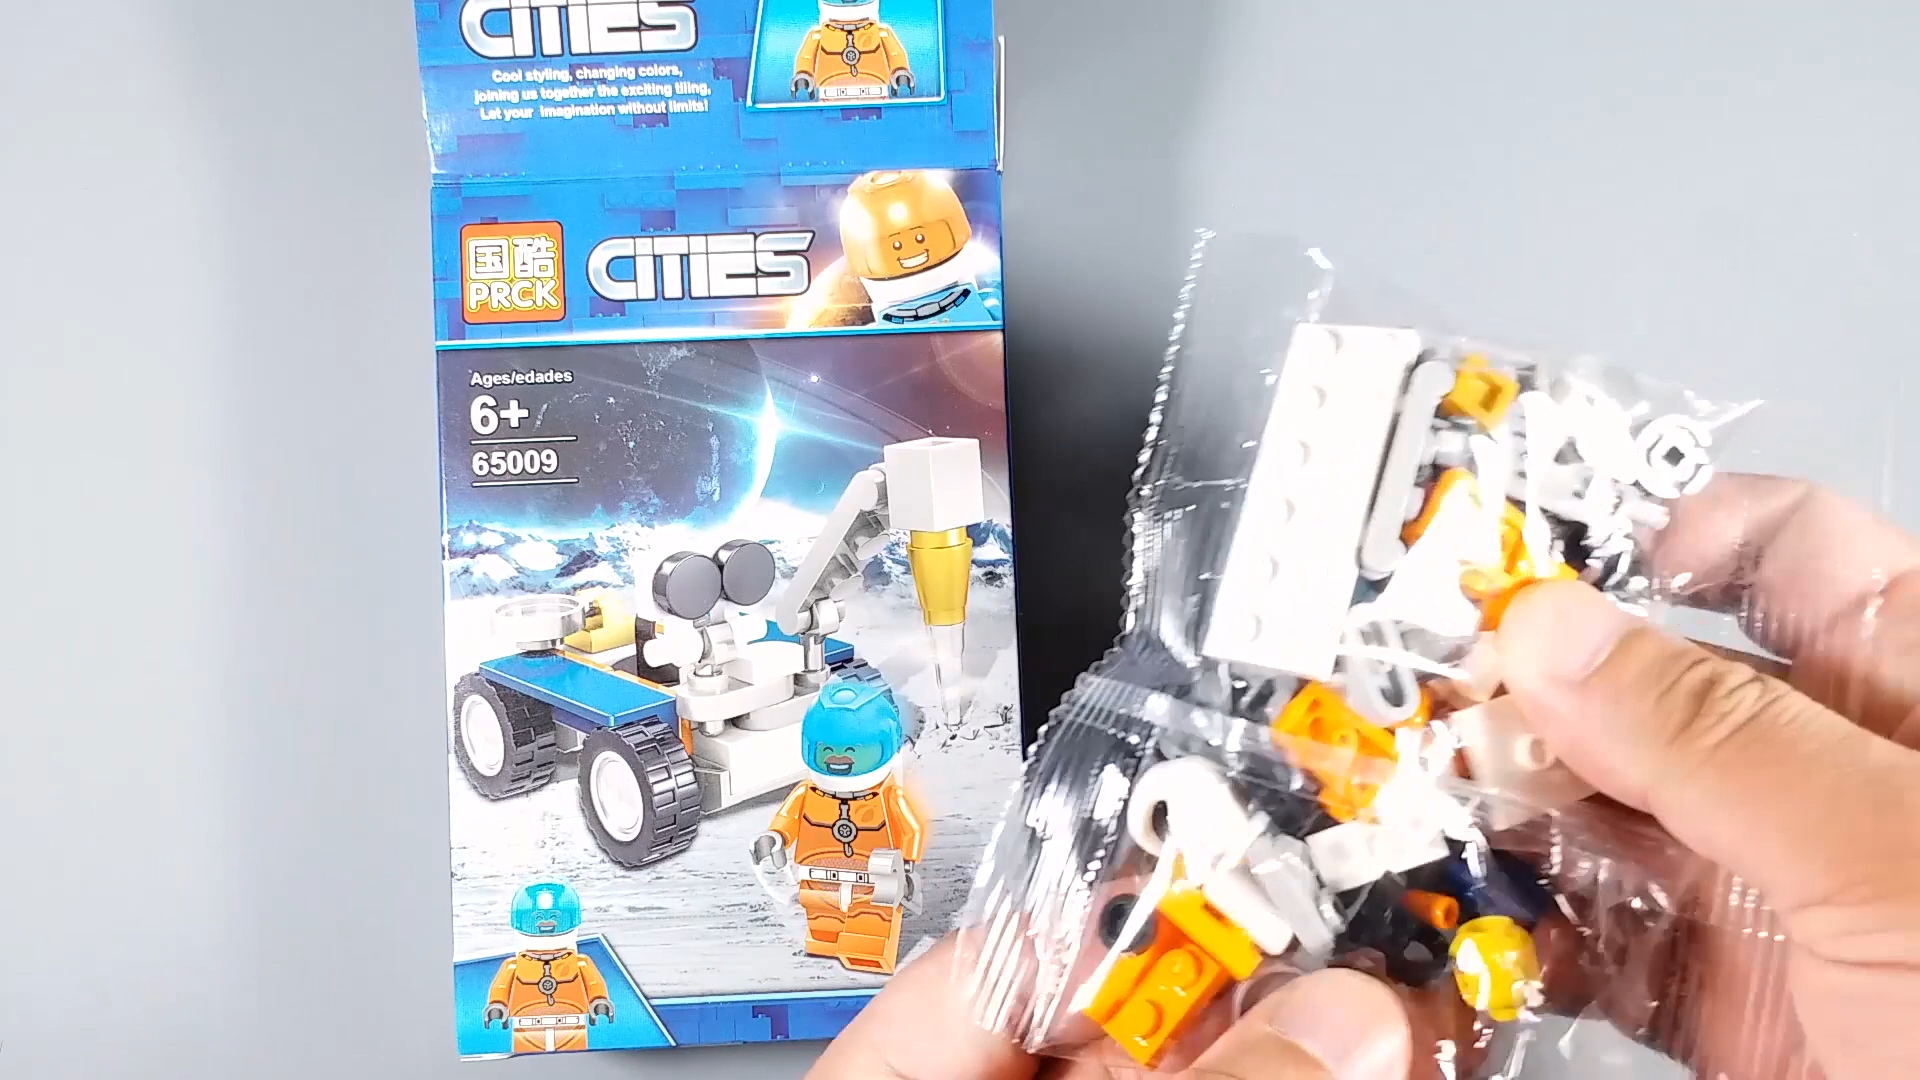 CITIES
Cool styling, changing colors,
joining us together the exciting tiling,
Let your imagination without limits!
国酷
PRCK
CITIES
Ages/edades
6+
65009